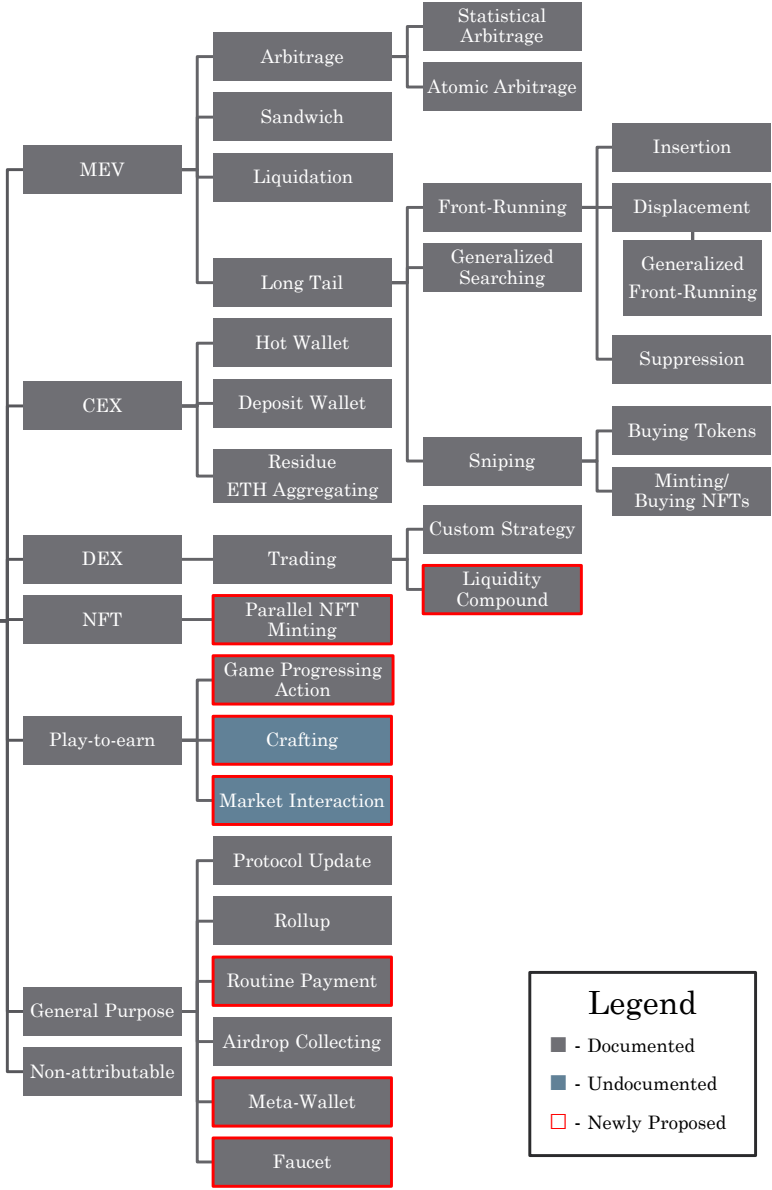 MEV
Arbitrage
Statistical
Arbitrage
Atomic Arbitrage
Sandwich
Liquidation
Long Tail
Front-Running
Insertion
Displacement
Generalized
Front-Running
Suppression
Generalized
Searching
Sniping
Buying Tokens
Minting/
Buying NFTs
CEX
Hot Wallet
Deposit Wallet
Residue
ETH Aggregating
DEX
Trading
Custom Strategy
Liquidity
Compound
NFT
Parallel NFT
Minting
Play-to-earn
Game Progressing
Action
Crafting
Market Interaction
General Purpose
Protocol Update
Rollup
Routine Payment
Airdrop Collecting
Meta-Wallet
Faucet
Non-attributable
Legend
- Documented
- Undocumented
- Newly Proposed